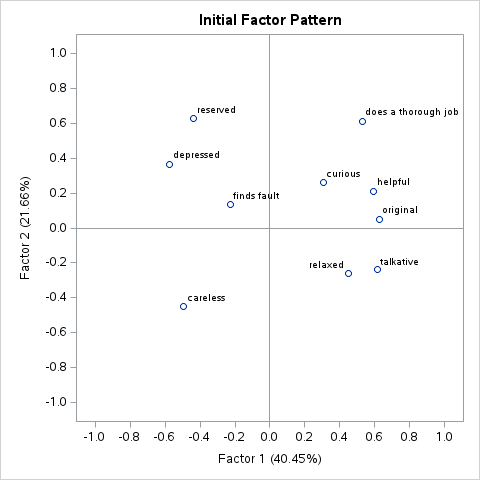 Initial Factor Pattern
1.0
0.8
0.6
0.4
0.2
0.0
-0.2
-0.4
-0.6
-0.8
-1.0
Factor 2 (21.66%)
reserved
does a thorough job
depressed
curious
helpful
finds fault
original
relaxed
talkative
careless
-1.0 -0.8 -0.6 -0.4 -0.2 0.0 0.2 0.4 0.6 0.8 1.0
Factor 1 (40.45%)